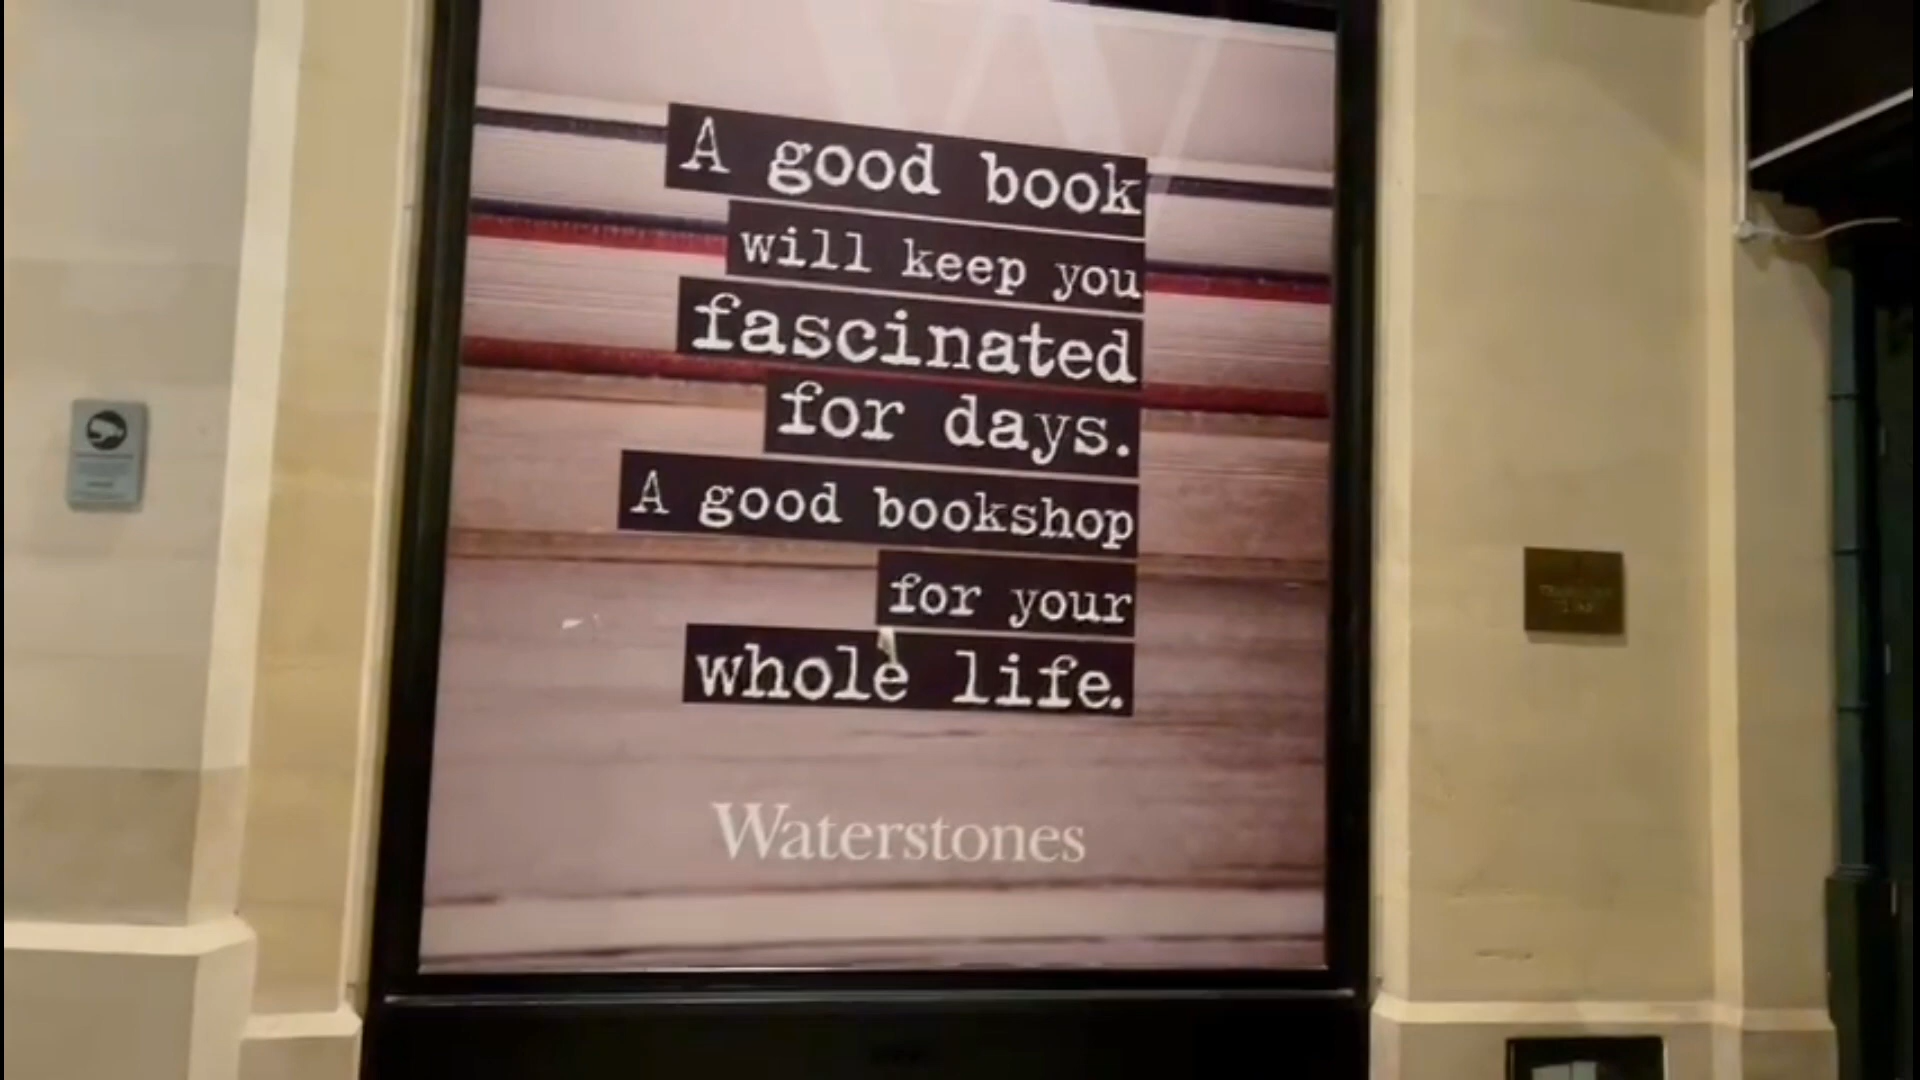 A good book
will keep you
fascinated
for days.
A good bookshop
for your
whole life.
Waterstones